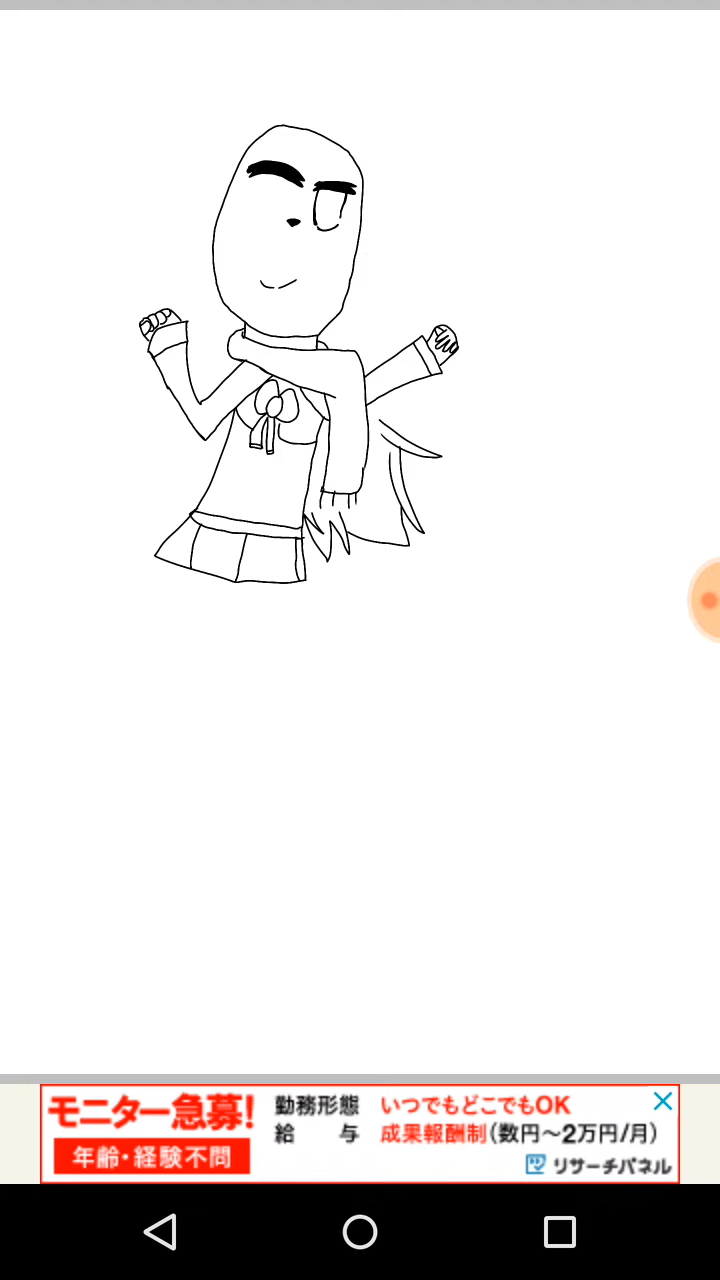 モニター急募!
年齢・経験不問
勤務形態 いつでもどこでもOK
給与 成果報酬制(数円～2万円/月)
リサーチパネル